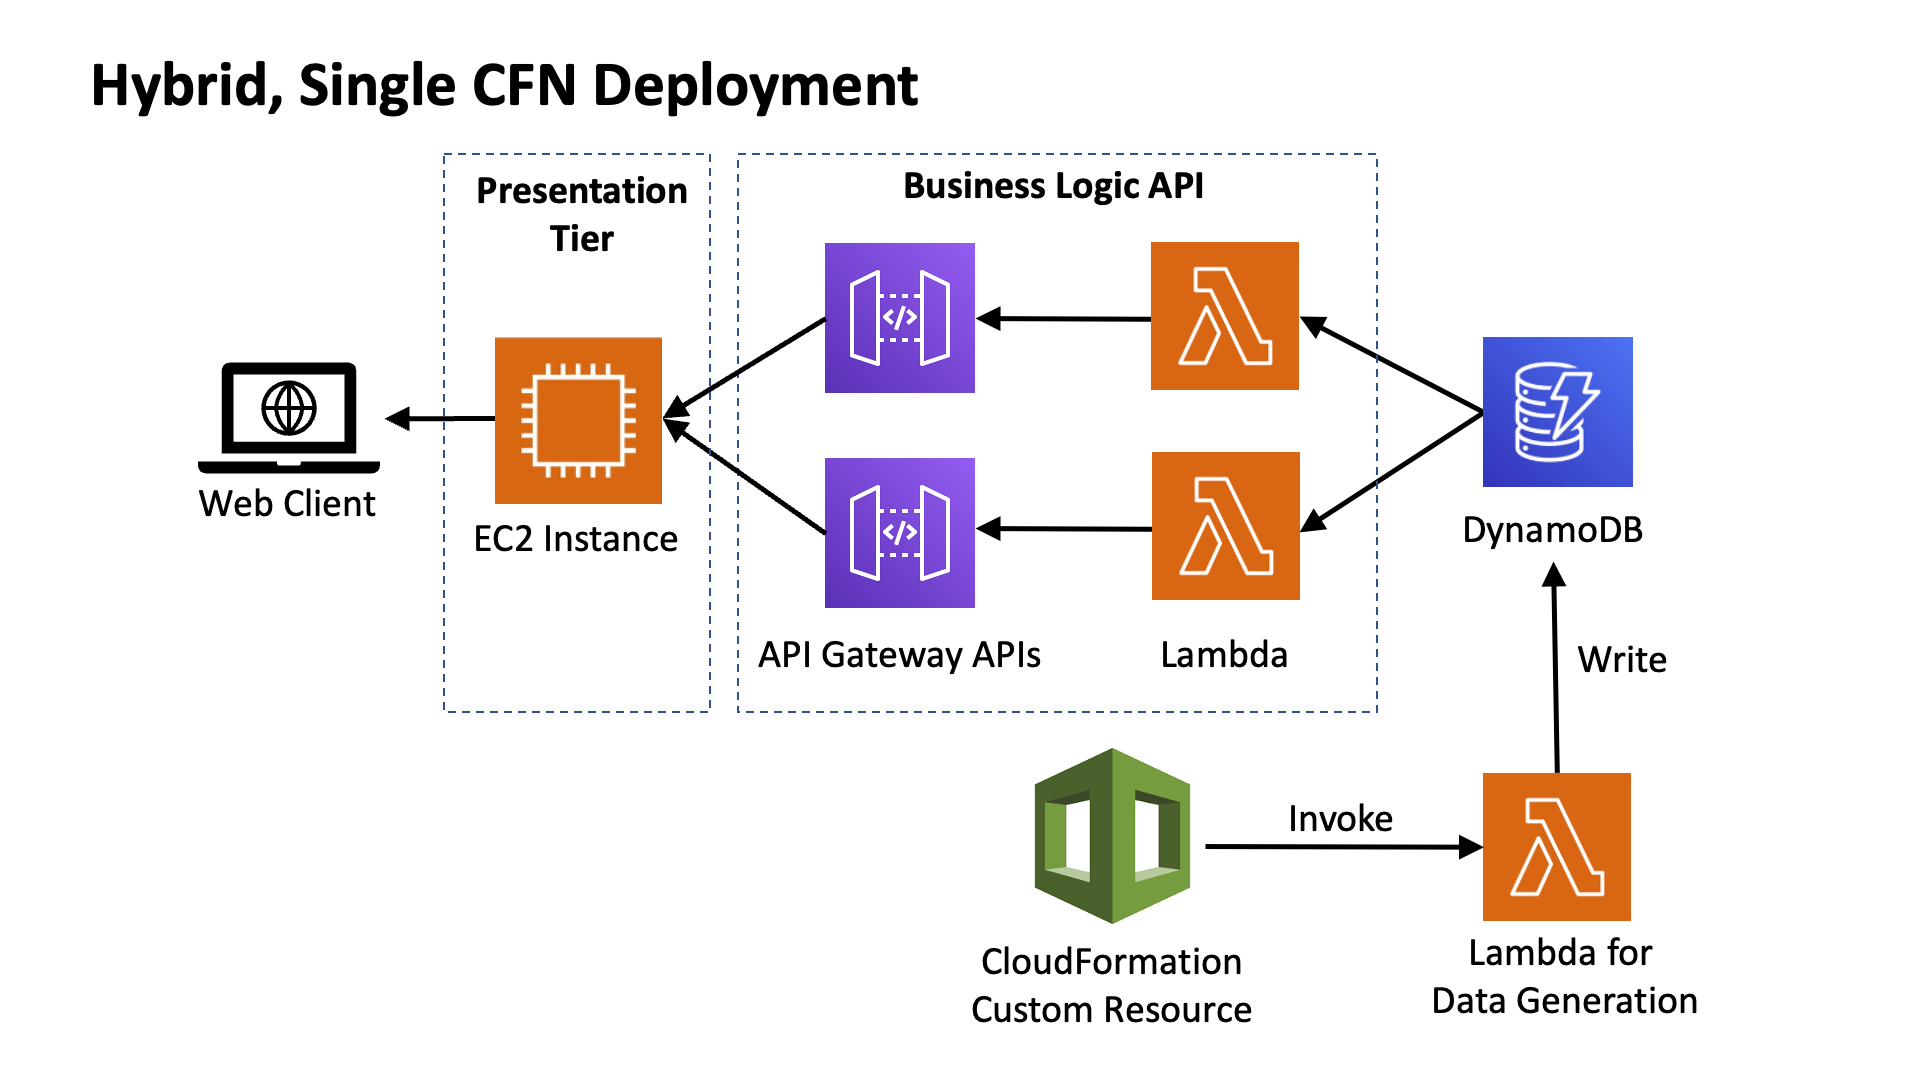 Hybrid, Single CFN Deployment
Presentation
Tier
Business Logic API
</>
</>
Web Client
EC2 Instance
API Gateway APIs
Lambda
DynamoDB
Write
Invoke
CloudFormation
Custom Resource
Lambda for
Data Generation